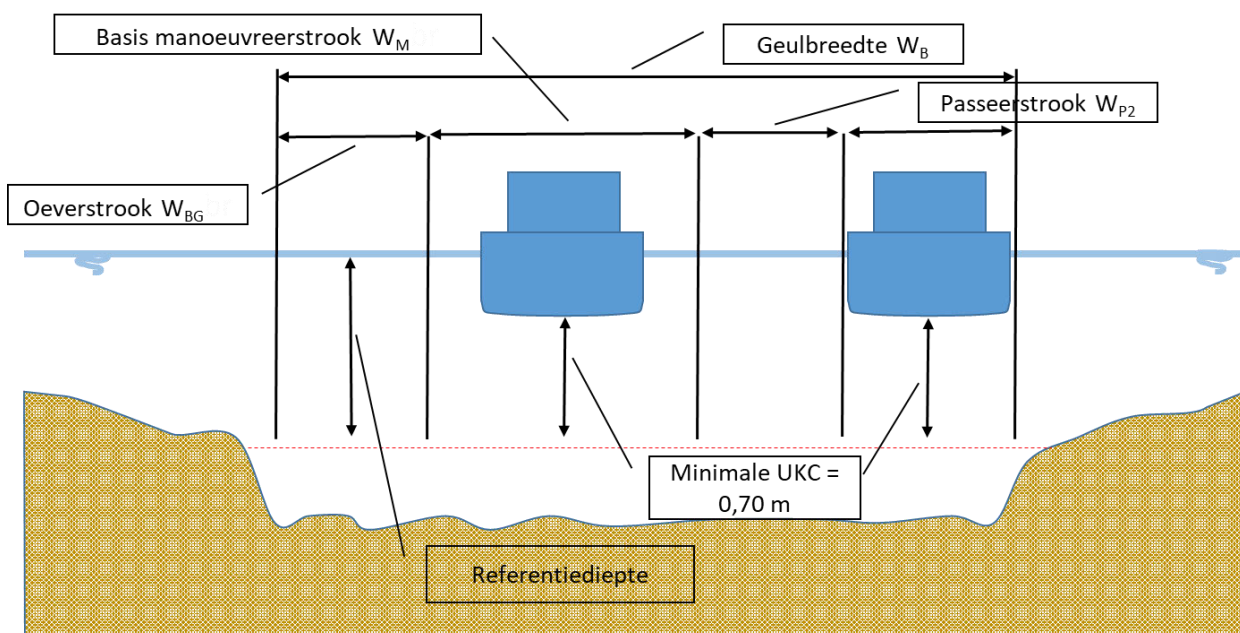 Basis manoeuvreerstrook W_M
Geulbreedte W_B
Passeerstrook W_P2
Oeverstrook W_BG
Minimale UKC =
0,70 m
Referentiediepte